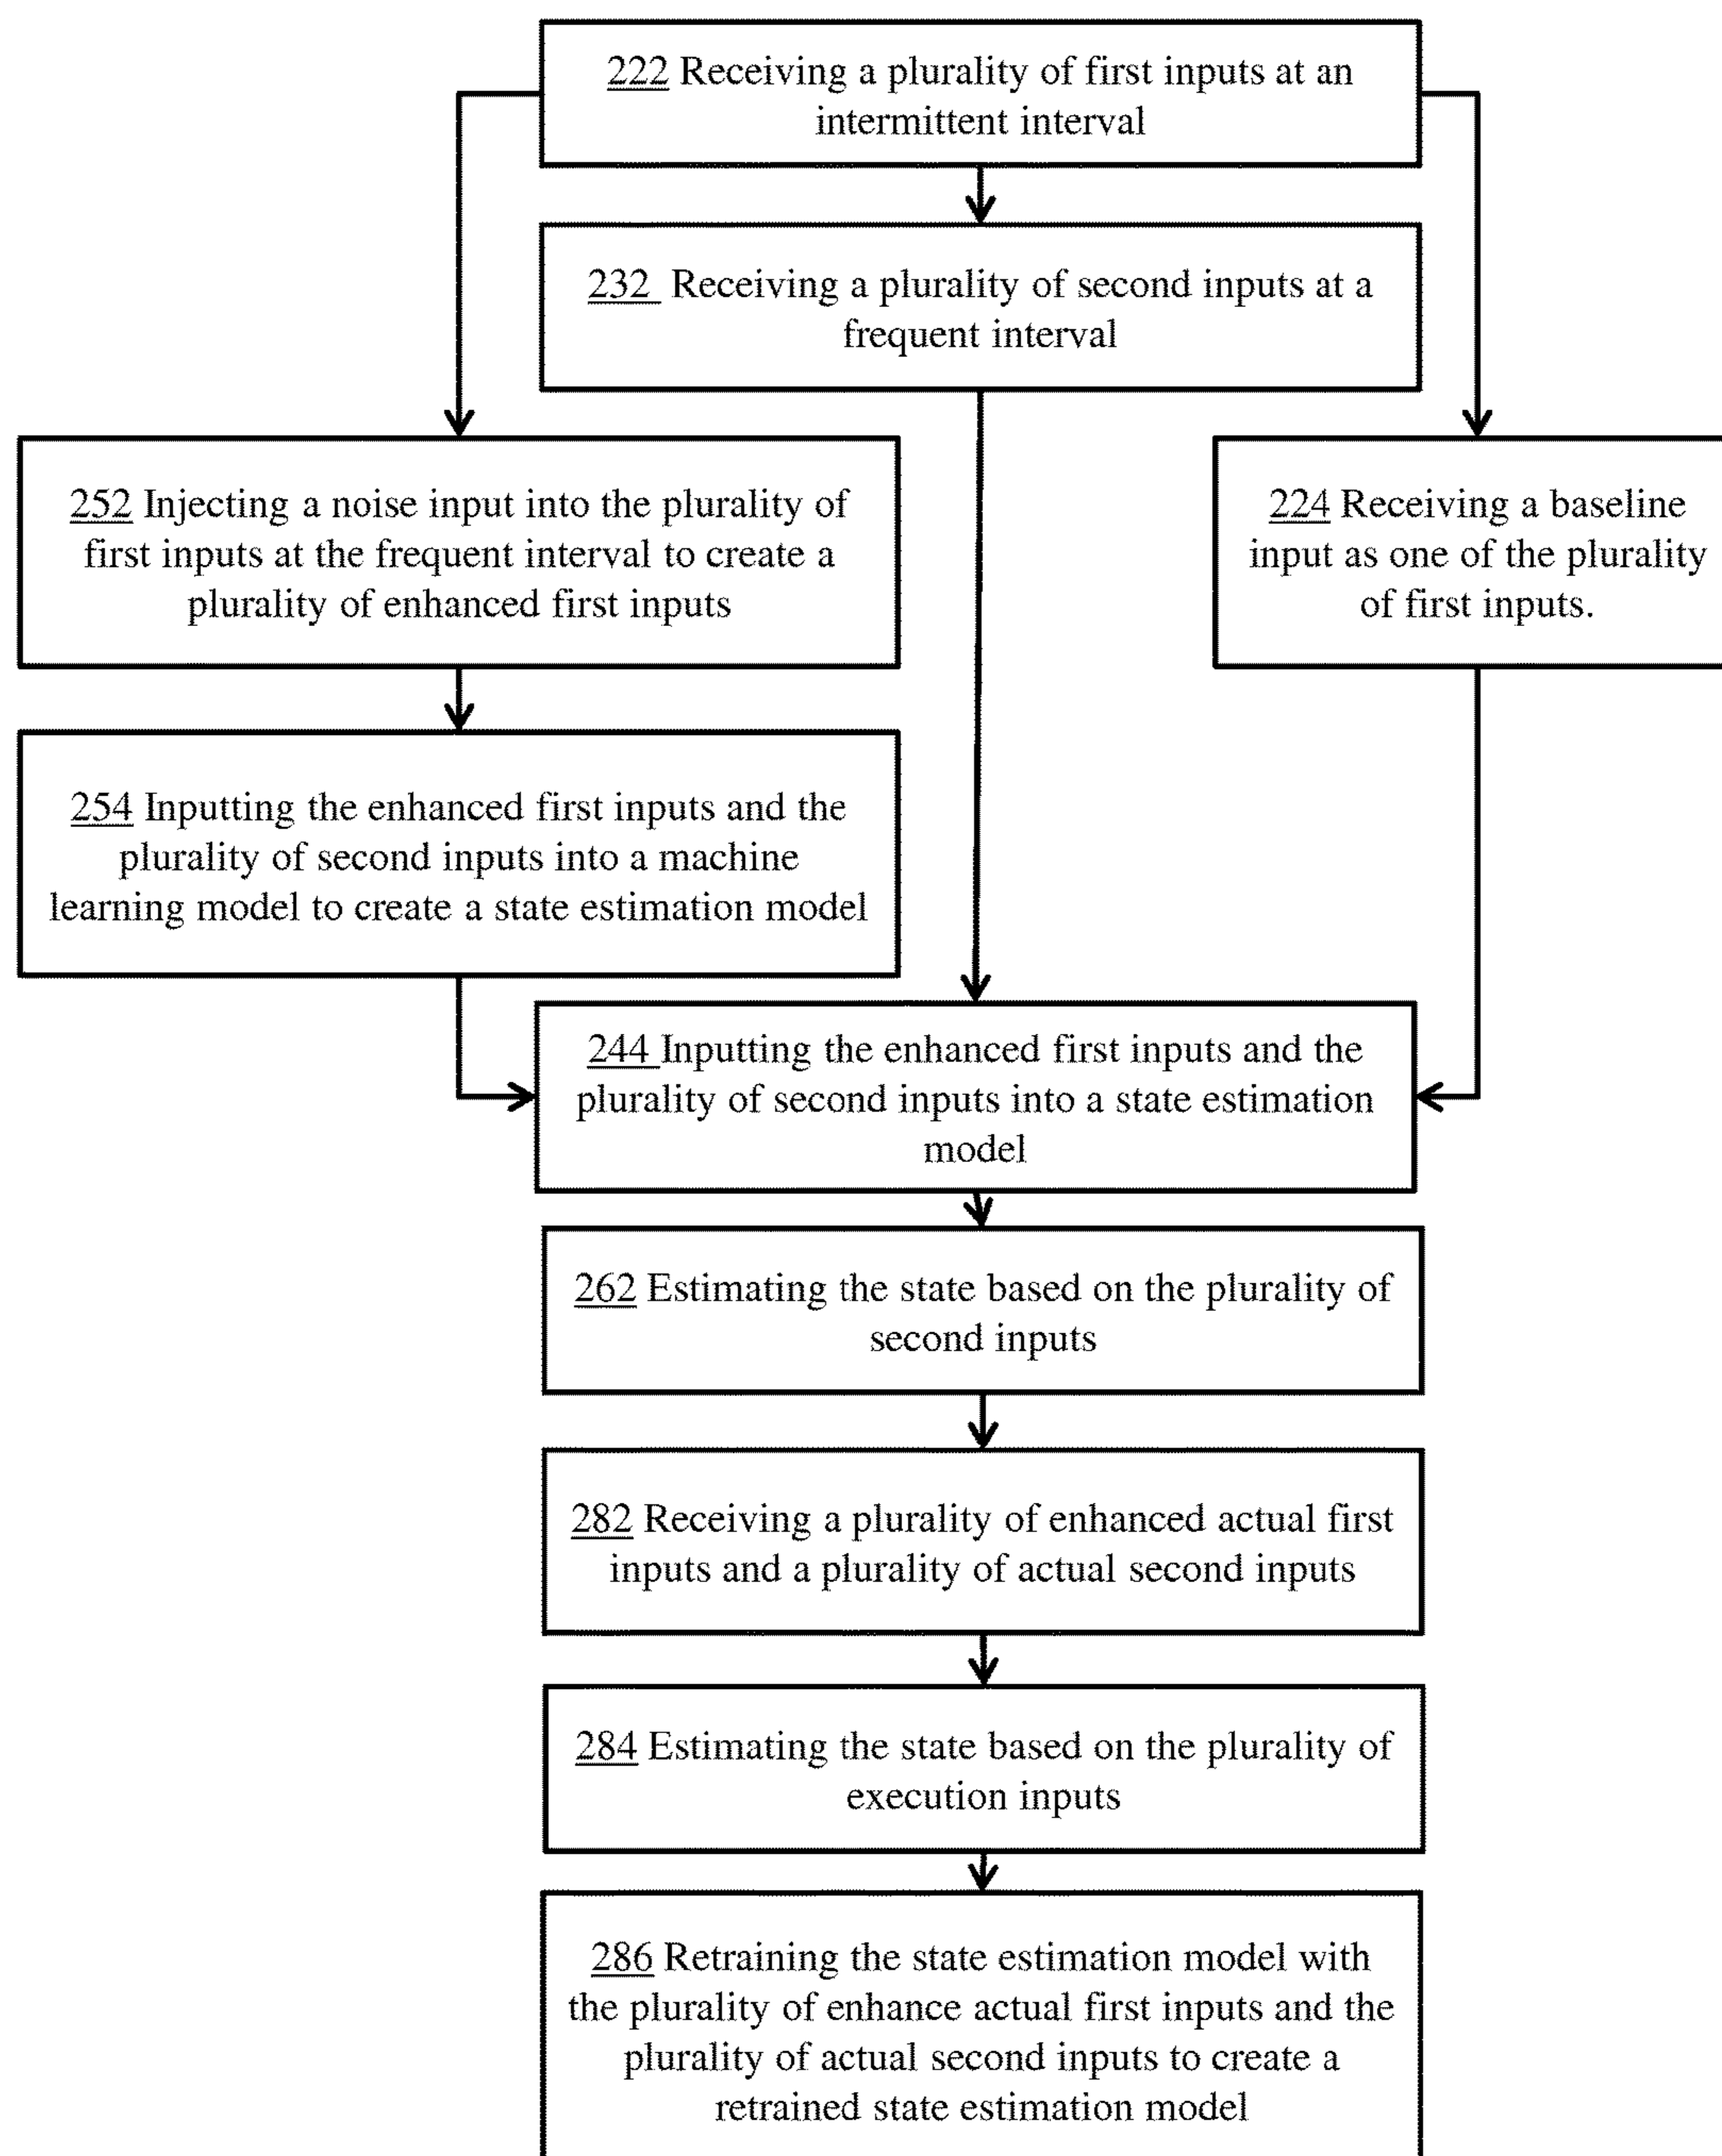 222 Receiving a plurality of first inputs at an
intermittent interval
232 Receiving a plurality of second inputs at a
frequent interval
252 Injecting a noise input into the plurality of
first inputs at the frequent interval to create a
plurality of enhanced first inputs
224 Receiving a baseline
input as one of the plurality
of first inputs.
254 Inputting the enhanced first inputs and the
plurality of second inputs into a machine
learning model to create a state estimation model
244 Inputting the enhanced first inputs and the
plurality of second inputs into a state estimation
model
262 Estimating the state based on the plurality of
second inputs
282 Receiving a plurality of enhanced actual first
inputs and a plurality of actual second inputs
284 Estimating the state based on the plurality of
execution inputs
286 Retraining the state estimation model with
the plurality of enhance actual first inputs and the
plurality of actual second inputs to create a
retrained state estimation model